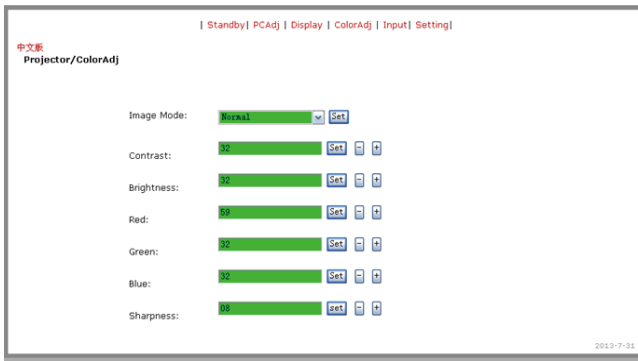 | Standby| PCAdj | Display | ColorAdj | Input| Setting|
中文版
Projector/ColorAdj
Image Mode: Normal Set
Contrast: 32 Set - +
Brightness: 32 Set - +
Red: 59 Set - +
Green: 32 Set - +
Blue: 32 Set - +
Sharpness: 08 set - +
2013-7-31